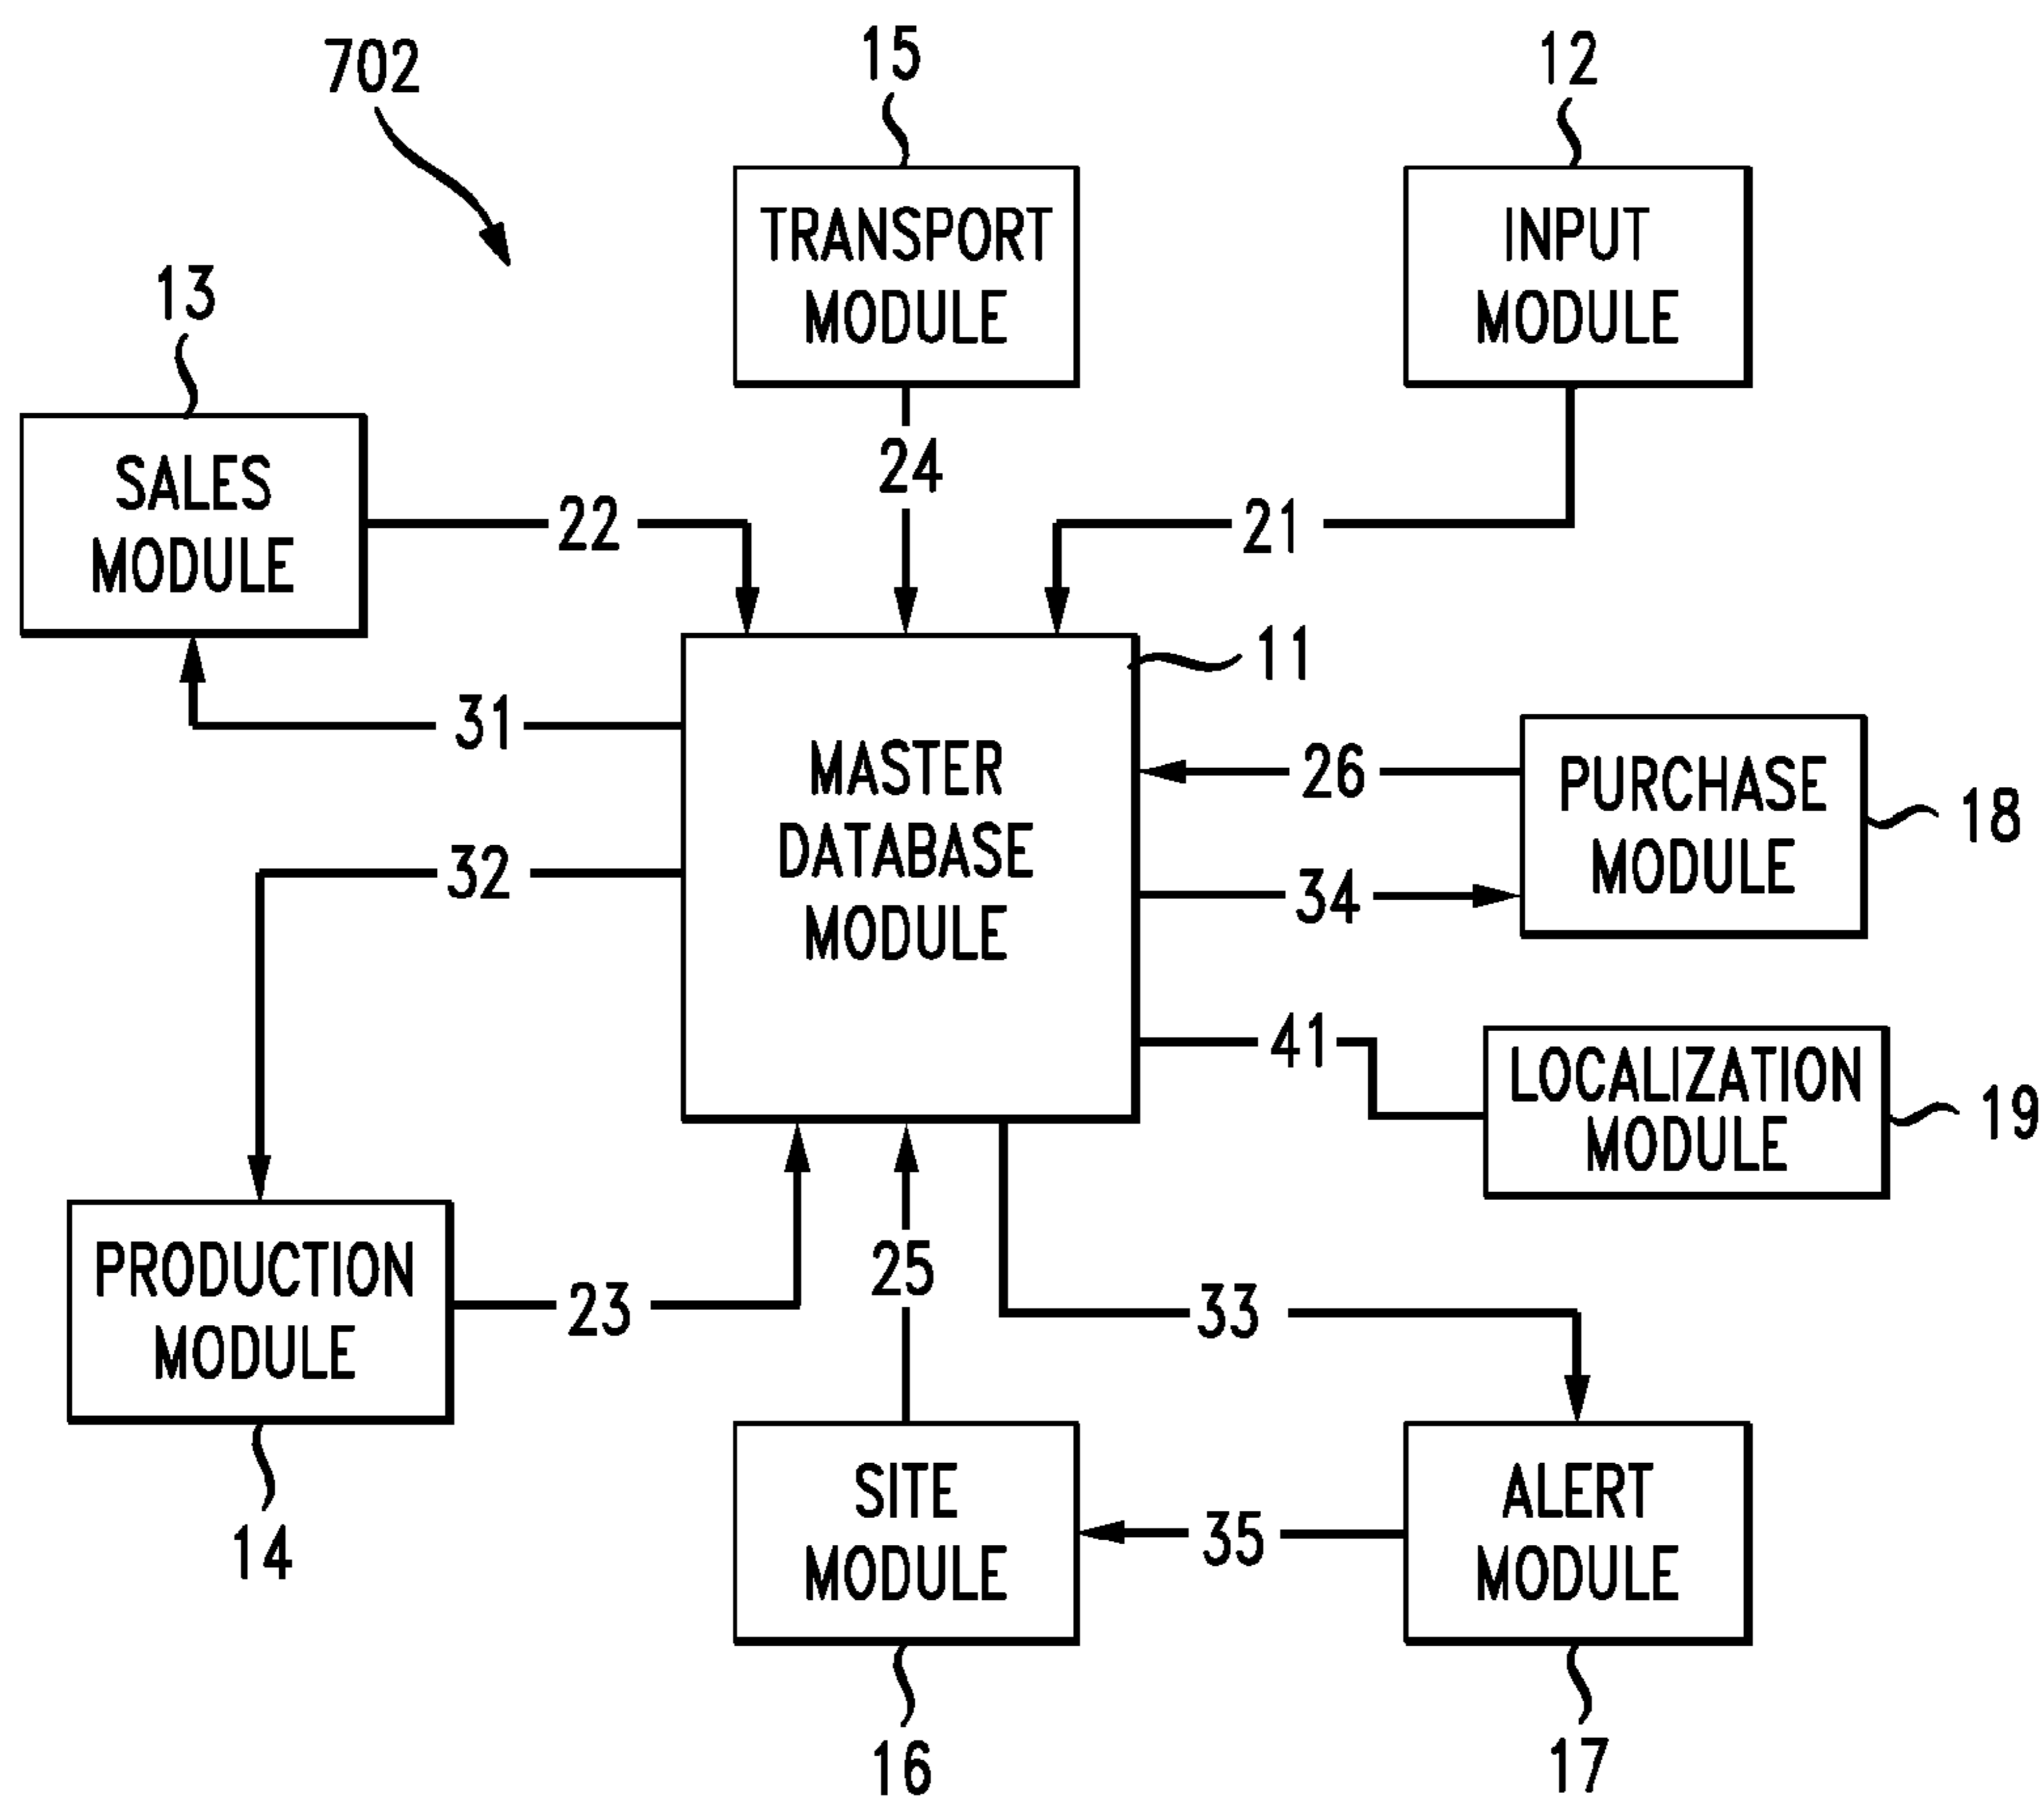 702
15
12
TRANSPORT
MODULE
INPUT
MODULE
13
SALES
MODULE
22
24
21
11
31
MASTER
DATABASE
MODULE
26
PURCHASE
MODULE
18
32
34
41
LOCALIZATION
MODULE
19
PRODUCTION
MODULE
14
23
25
33
SITE
MODULE
16
35
ALERT
MODULE
17